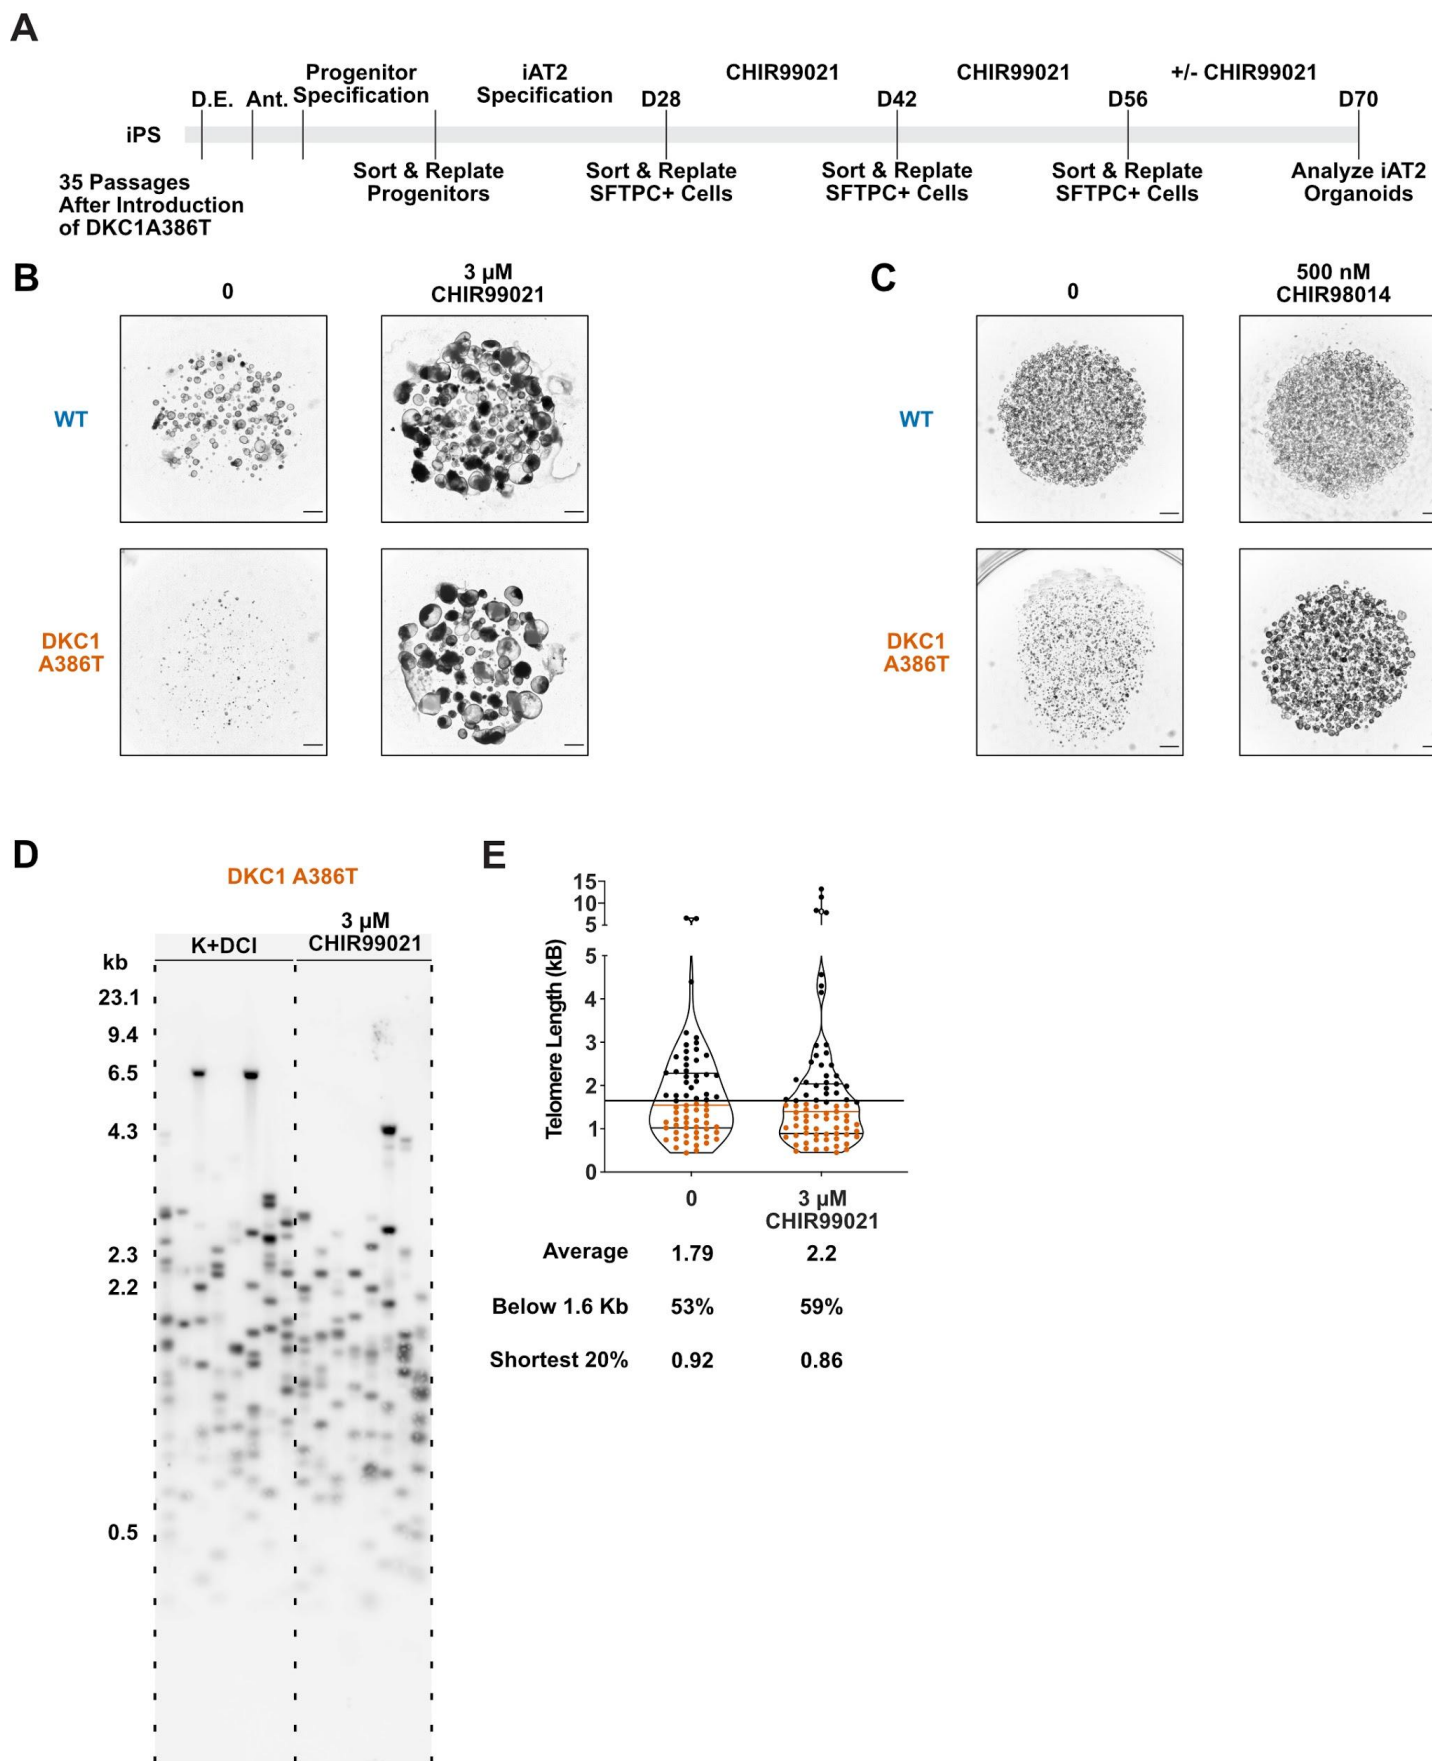 A
Progenitor
Specification
iAT2
Specification
CHIR99021
CHIR99021
+/- CHIR99021
D.E.
Ant.
D28
D42
D56
D70
iPS
35 Passages
After Introduction
of DKC1A386T
Sort & Replate
Progenitors
Sort & Replate
SFTPC+ Cells
Sort & Replate
SFTPC+ Cells
Sort & Replate
SFTPC+ Cells
Analyze iAT2
Organoids
B
0
3 µM
CHIR99021
WT
DKC1
A386T
C
0
500 nM
CHIR98014
WT
DKC1
A386T
D
DKC1 A386T
K+DCI
3 µM
CHIR99021
kb
23.1
9.4
6.5
4.3
2.3
2.2
0.5
E
Telomere Length (kB)
15
10
5
5
4
3
2
1
0
0
3 µM
CHIR99021
Average 1.79 2.2
Below 1.6 Kb 53% 59%
Shortest 20% 0.92 0.86